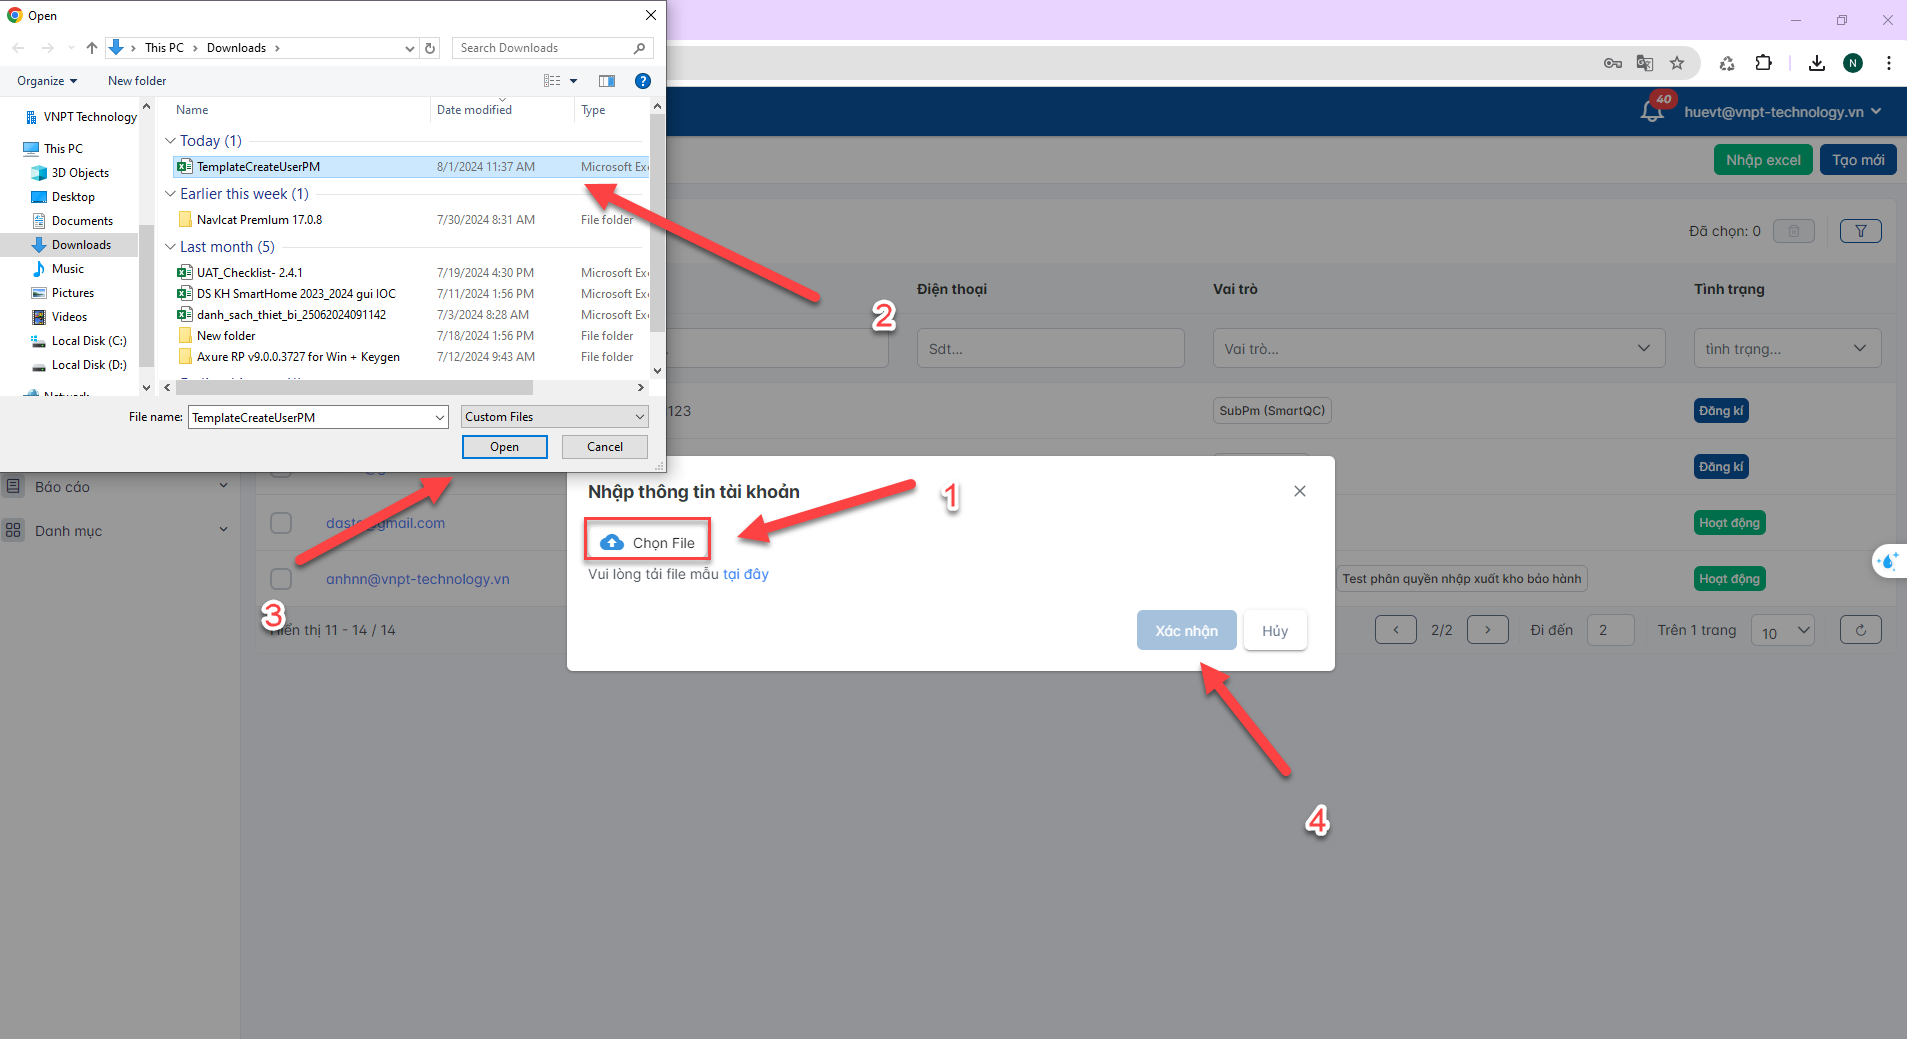 Open
This PC
Downloads
Search Downloads
Organize
New folder
Name
Date modified
Type
VNPT Technology
This PC
3D Objects
Desktop
Documents
Downloads
Music
Pictures
Videos
Local Disk (C:)
Local Disk (D:)
Network
Today (1)
TemplateCreateUserPM 8/1/2024 11:37 AM Microsoft Ex
Earlier this week (1)
Navicat Premium 17.0.8 7/30/2024 8:31 AM File folder
Last month (5)
UAT_Checklist- 2.4.1 7/19/2024 4:30 PM Microsoft Ex
DS KH SmartHome 2023_2024 gui IOC 7/11/2024 1:56 PM Microsoft Ex
danh_sach_thiet_bi_25062024091142 7/3/2024 8:28 AM Microsoft Ex
New folder 7/18/2024 1:56 PM File folder
Axure RP v9.0.0.3727 for Win + Keygen 7/12/2024 9:43 AM File folder
File name: TemplateCreateUserPM
Custom Files
Open
Cancel
N
40
huevt@vnpt-technology.vn
Nhập excel
Tạo mới
Đã chọn: 0
Điện thoại
Vai trò
Tình trạng
Sdt...
Vai trò...
tình trạng...
123
SubPm (SmartQC)
Đăng kí
Đăng kí
Báo cáo
Danh mục
Hoạt động
anhnn@vnpt-technology.vn
Test phân quyền nhập xuất kho bảo hành
Hoạt động
Hiển thị 11 - 14 / 14
2/2
Đi đến
2
Trên 1 trang
10
Nhập thông tin tài khoản
Chọn File
Vui lòng tải file mẫu tại đây
Xác nhận
Hủy
1
2
3
4